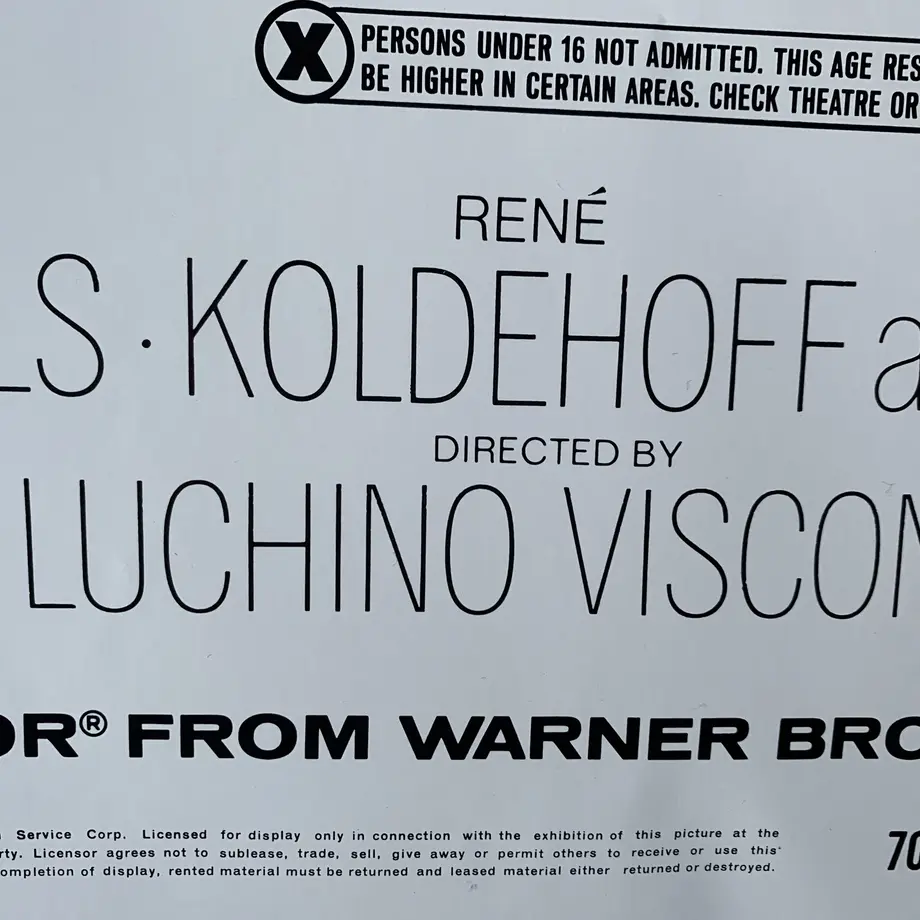 X PERSONS UNDER 16 NOT ADMITTED. THIS AGE RES
BE HIGHER IN CERTAIN AREAS. CHECK THEATRE OR
RENÉ
LS · KOLDEHOFF a
DIRECTED BY
LUCHINO VISCON
OR® FROM WARNER BRO
Service Corp. Licensed for display only in connection with the exhibition of this picture at the
rty. Licensor agrees not to sublease, trade, sell, give away or permit others to receive or use this
ompletion of display, rented material must be returned and leased material either returned or destroyed.
70